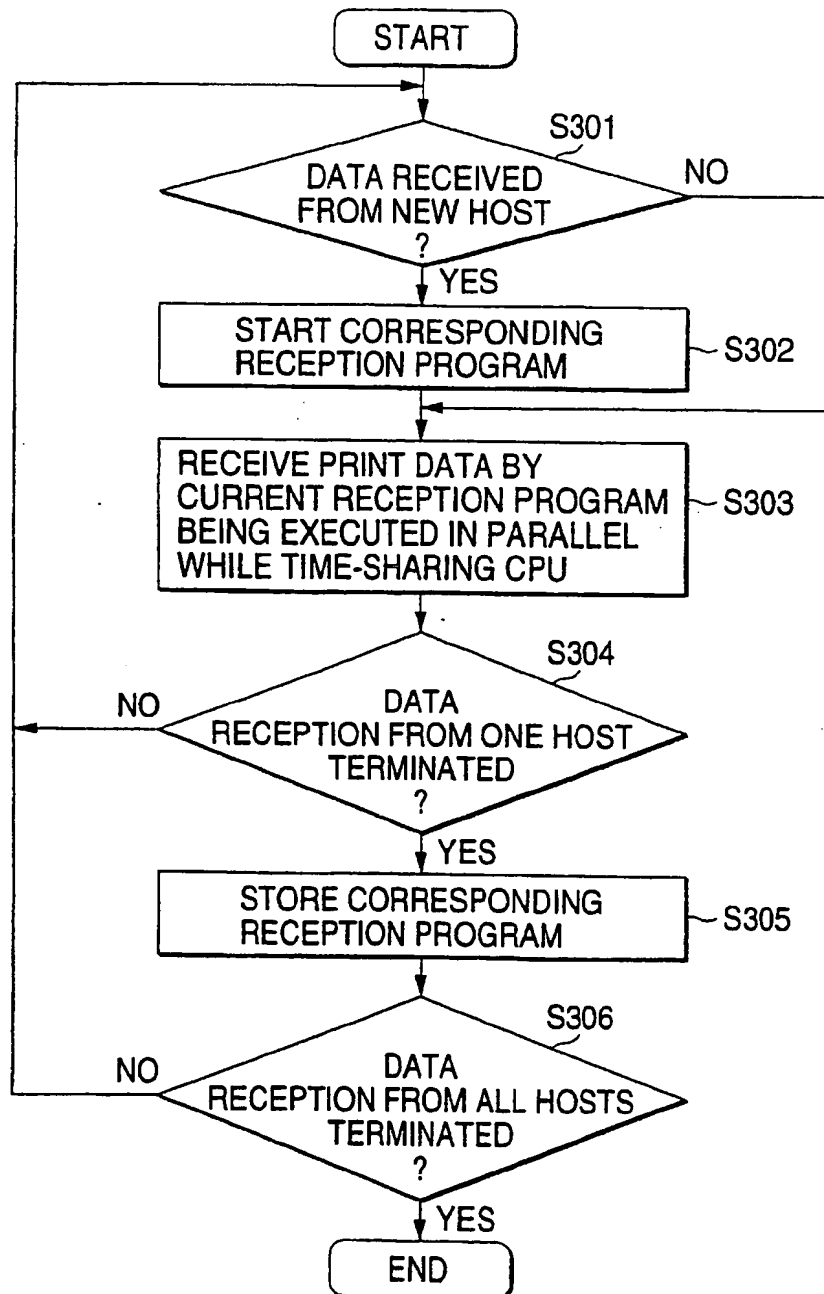 START
S301
DATA RECEIVED
FROM NEW HOST
?
NO
YES
START CORRESPONDING
RECEPTION PROGRAM
S302
RECEIVE PRINT DATA BY
CURRENT RECEPTION PROGRAM
BEING EXECUTED IN PARALLEL
WHILE TIME-SHARING CPU
S303
S304
NO
DATA
RECEPTION FROM ONE HOST
TERMINATED
?
YES
STORE CORRESPONDING
RECEPTION PROGRAM
S305
S306
NO
DATA
RECEPTION FROM ALL HOSTS
TERMINATED
?
YES
END